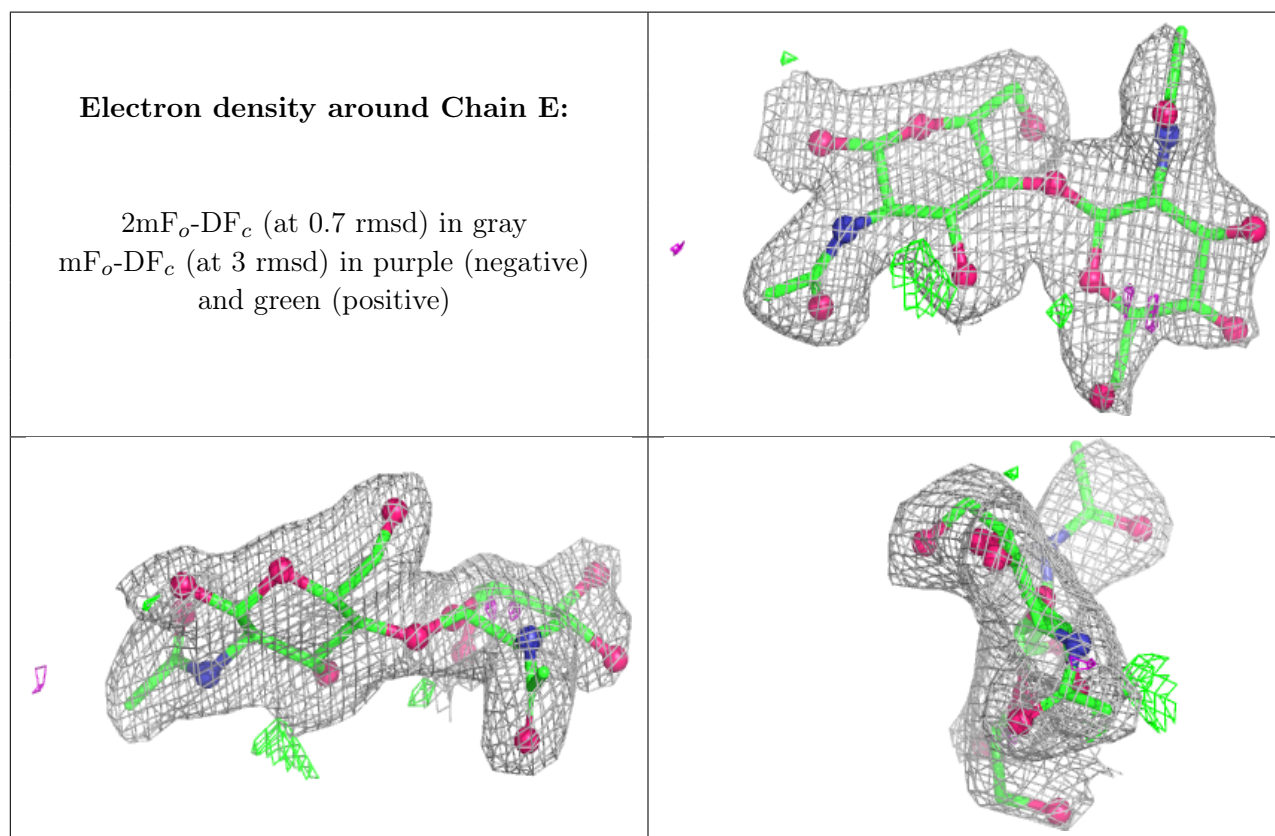 Electron density around Chain E:
2mFₒ-DF𝒸 (at 0.7 rmsd) in gray
mFₒ-DF𝒸 (at 3 rmsd) in purple (negative)
and green (positive)